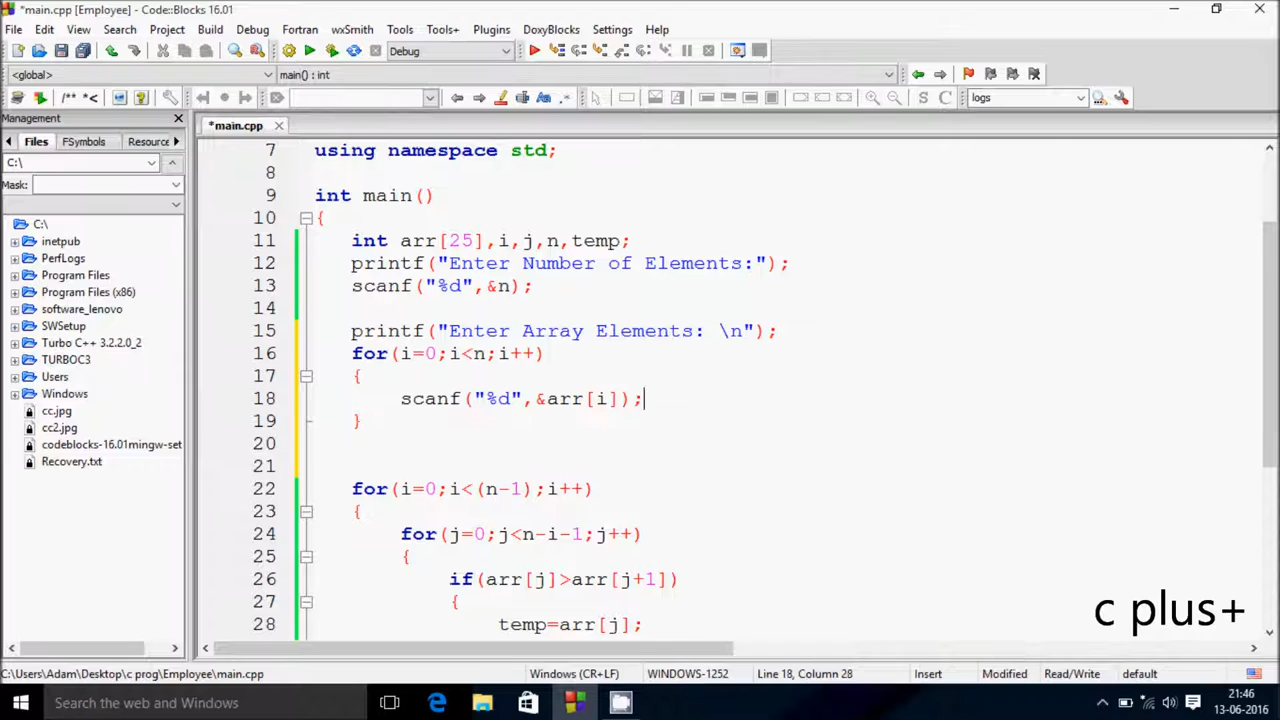 *main.cpp [Employee] - Code::Blocks 16.01
File Edit View Search Project Build Debug Fortran wxSmith Tools Tools+ Plugins DoxyBlocks Settings Help
Debug
<global> main() : int
/** *< Aa .* S C logs
Management
Files FSymbols Resource
C:\
Mask:
C:\
inetpub
PerfLogs
Program Files
Program Files (x86)
software_lenovo
SWSetup
Turbo C++ 3.2.2.0_2
TURBOC3
Users
Windows
cc.jpg
cc2.jpg
codeblocks-16.01mingw-set
Recovery.txt
*main.cpp
7 using namespace std;
8
9 int main()
10 {
11 int arr[25],i,j,n,temp;
12 printf("Enter Number of Elements:");
13 scanf("%d",&n);
14
15 printf("Enter Array Elements: \n");
16 for(i=0;i<n;i++)
17 {
18 scanf("%d",&arr[i]);
19 }
20
21
22 for(i=0;i<(n-1);i++)
23 {
24 for(j=0;j<n-i-1;j++)
25 {
26 if(arr[j]>arr[j+1])
27 {
28 temp=arr[j];
c plus+
C:\Users\Adam\Desktop\c prog\Employee\main.cpp Windows (CR+LF) WINDOWS-1252 Line 18, Column 28 Insert Modified Read/Write default
Search the web and Windows
21:46
13-06-2016